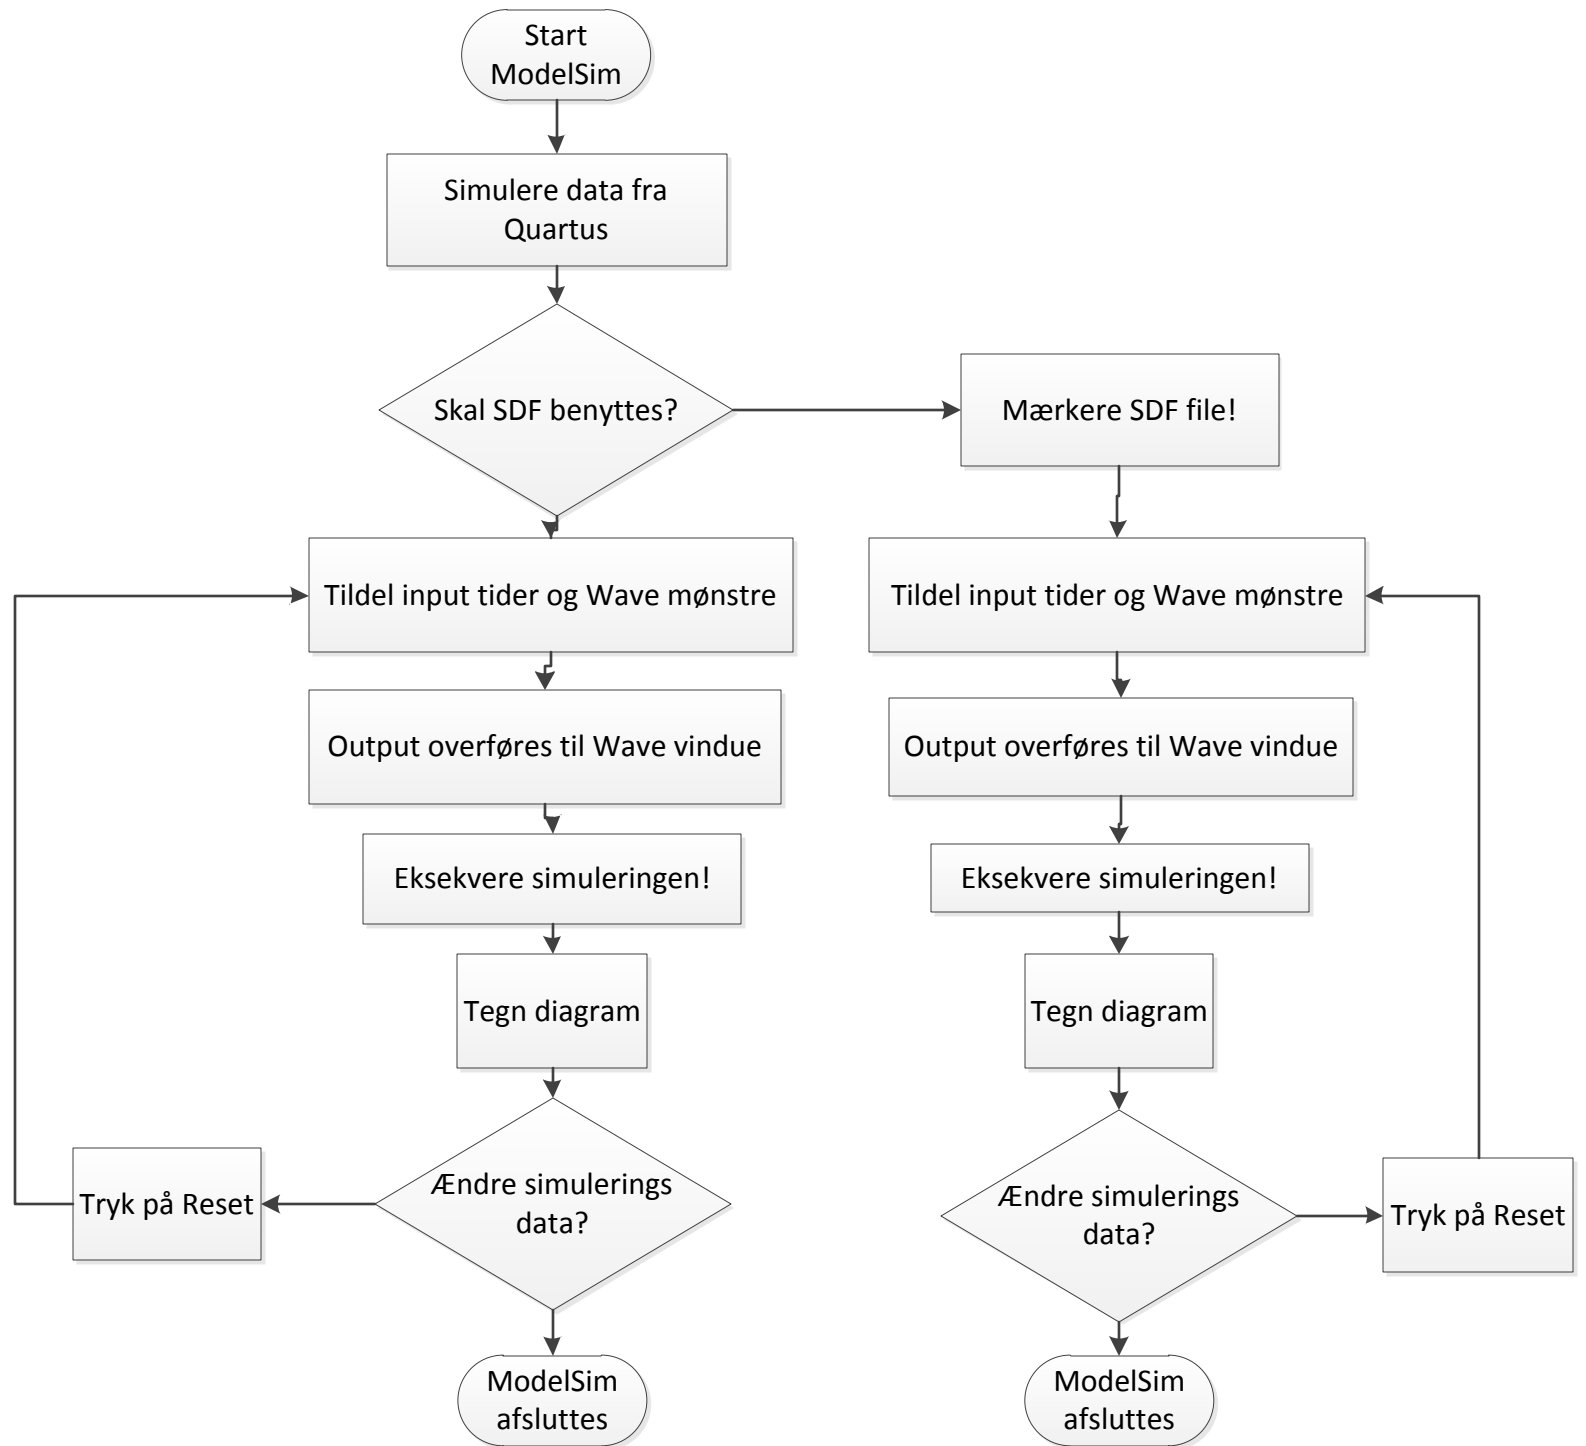 Start
ModelSim
Simulere data fra
Quartus
Skal SDF benyttes?
Mærkere SDF file!
Tildel input tider og Wave mønstre
Tildel input tider og Wave mønstre
Output overføres til Wave vindue
Output overføres til Wave vindue
Eksekvere simuleringen!
Eksekvere simuleringen!
Tegn diagram
Tegn diagram
Ændre simulerings
data?
Tryk på Reset
Ændre simulerings
data?
Tryk på Reset
ModelSim
afsluttes
ModelSim
afsluttes